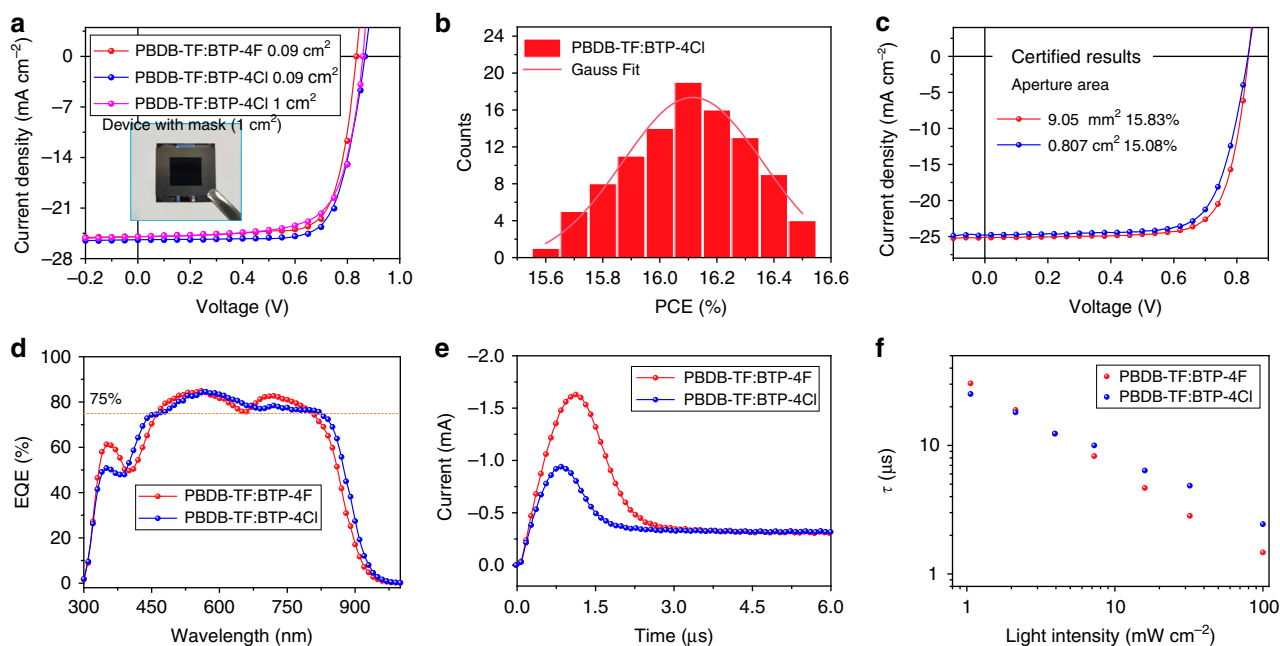 a
Current density (mA cm⁻²)
0
−7
−14
−21
−28
PBDB-TF:BTP-4F 0.09 cm²
PBDB-TF:BTP-4Cl 0.09 cm²
PBDB-TF:BTP-4Cl 1 cm²
Device with mask (1 cm²)
−0.2 0.0 0.2 0.4 0.6 0.8 1.0
Voltage (V)
b
Counts
24
20
16
12
8
4
0
PBDB-TF:BTP-4Cl
Gauss Fit
15.6 15.8 16.0 16.2 16.4 16.6
PCE (%)
c
Current density (mA cm⁻²)
0
−5
−10
−15
−20
−25
Certified results
Aperture area
9.05 mm² 15.83%
0.807 cm² 15.08%
0.0 0.2 0.4 0.6 0.8
Voltage (V)
d
EQE (%)
100
80
60
40
20
0
75%
PBDB-TF:BTP-4F
PBDB-TF:BTP-4Cl
300 450 600 750 900
Wavelength (nm)
e
Current (mA)
−2.0
−1.5
−1.0
−0.5
0.0
PBDB-TF:BTP-4F
PBDB-TF:BTP-4Cl
0.0 1.5 3.0 4.5 6.0
Time (μs)
f
τ (μs)
10
1
PBDB-TF:BTP-4F
PBDB-TF:BTP-4Cl
1 10 100
Light intensity (mW cm⁻²)